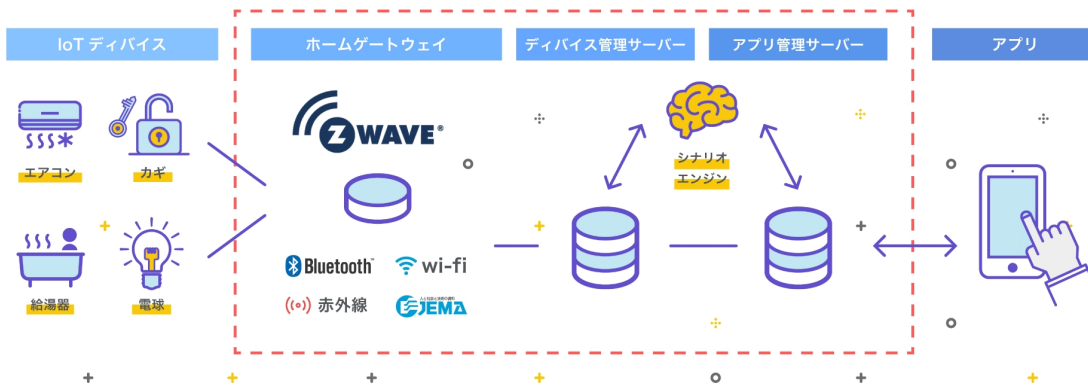 IoT ディバイス
ホームゲートウェイ
ディバイス管理サーバー
アプリ管理サーバー
アプリ
エアコン
カギ
給湯器
電球
Z WAVE®
Bluetooth™
wi-fi
赤外線
JEMA
シナリオ
エンジン